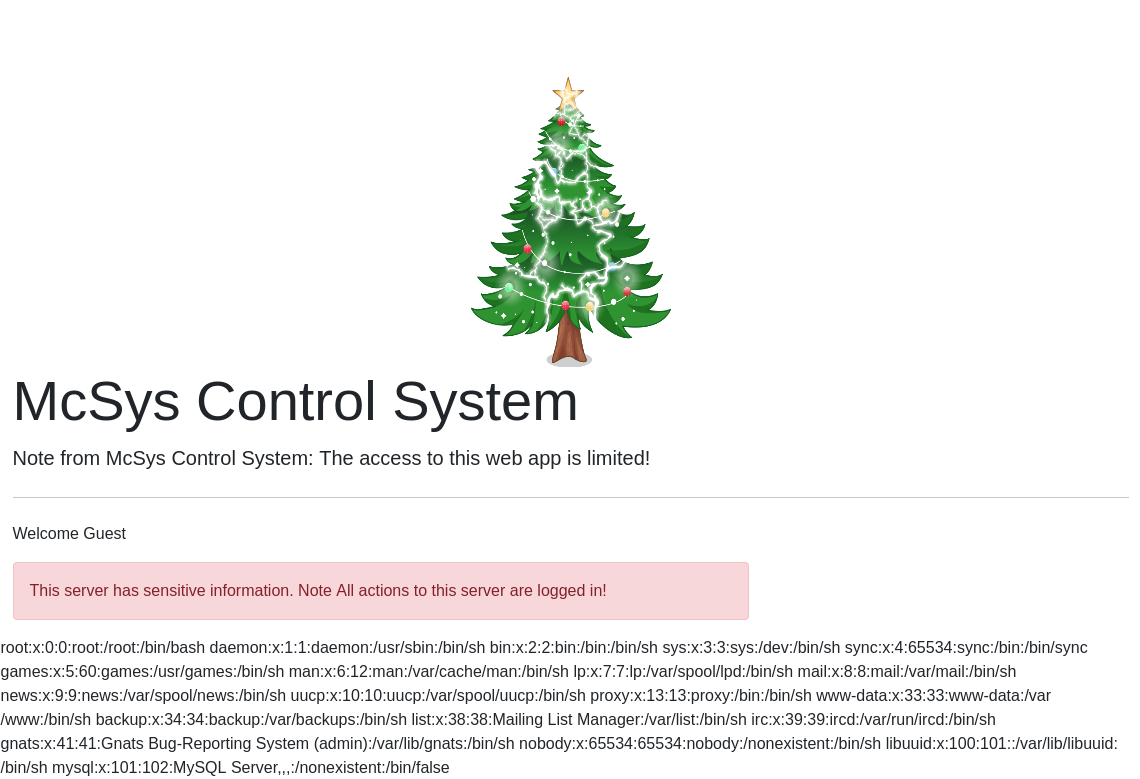 McSys Control System
Note from McSys Control System: The access to this web app is limited!
Welcome Guest
This server has sensitive information. Note All actions to this server are logged in!
root:x:0:0:root:/root:/bin/bash daemon:x:1:1:daemon:/usr/sbin:/bin/sh bin:x:2:2:bin:/bin:/bin/sh sys:x:3:3:sys:/dev:/bin/sh sync:x:4:65534:sync:/bin:/bin/sync
games:x:5:60:games:/usr/games:/bin/sh man:x:6:12:man:/var/cache/man:/bin/sh lp:x:7:7:lp:/var/spool/lpd:/bin/sh mail:x:8:8:mail:/var/mail:/bin/sh
news:x:9:9:news:/var/spool/news:/bin/sh uucp:x:10:10:uucp:/var/spool/uucp:/bin/sh proxy:x:13:13:proxy:/bin:/bin/sh www-data:x:33:33:www-data:/var
/www:/bin/sh backup:x:34:34:backup:/var/backups:/bin/sh list:x:38:38:Mailing List Manager:/var/list:/bin/sh irc:x:39:39:ircd:/var/run/ircd:/bin/sh
gnats:x:41:41:Gnats Bug-Reporting System (admin):/var/lib/gnats:/bin/sh nobody:x:65534:65534:nobody:/nonexistent:/bin/sh libuuid:x:100:101::/var/lib/libuuid:
/bin/sh mysql:x:101:102:MySQL Server,,,:/nonexistent:/bin/false